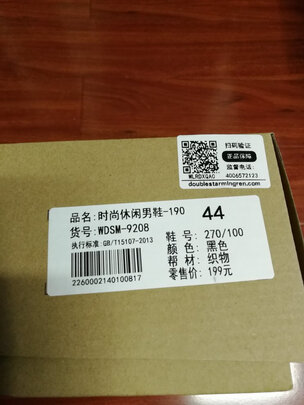 扫码验证
正品保障
监督电话:
4006572123
WLRDXQAC
doublestarmingren.com
品名:时尚休闲男鞋-190
44
货号:WDSM-9208
执行标准:GB/T15107-2013
鞋号:270/100
颜色:黑色
帮材:织物
零售价:199元
2260002140100817